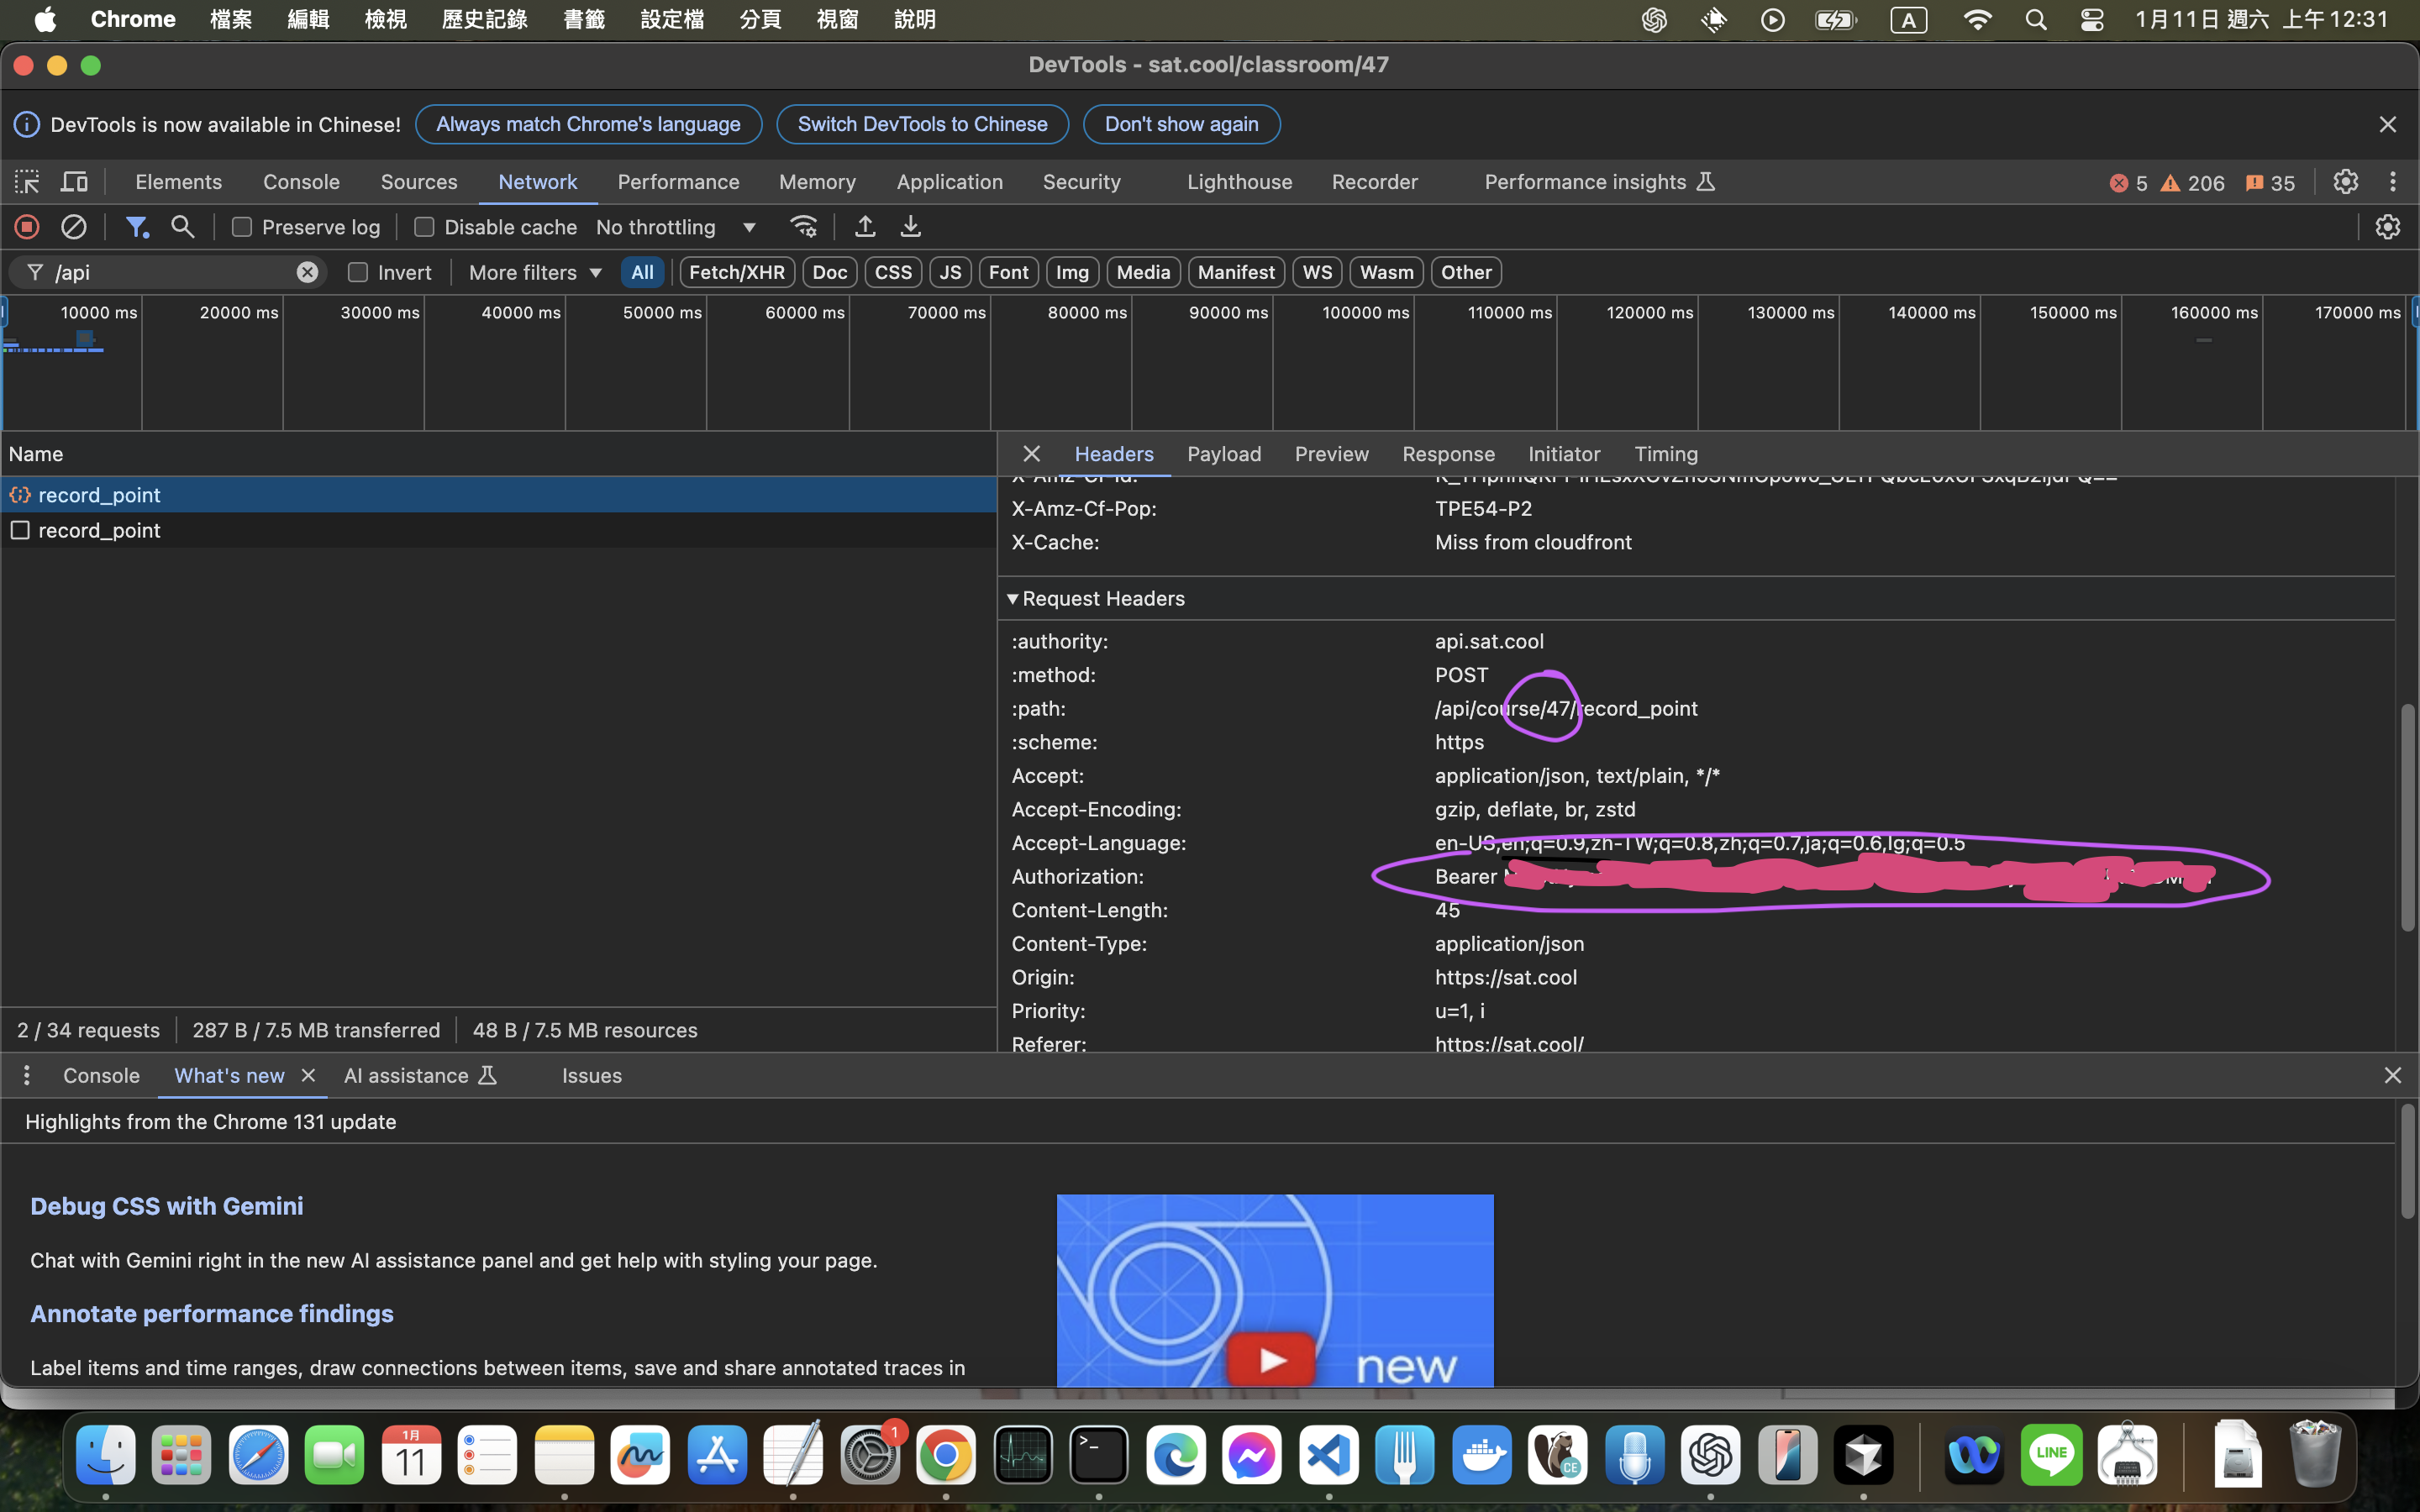 Chrome 檔案 編輯 檢視 歷史記錄 書籤 設定檔 分頁 視窗 說明 A 1月11日 週六 上午12:31
DevTools - sat.cool/classroom/47
DevTools is now available in Chinese! Always match Chrome's language Switch DevTools to Chinese Don't show again
Elements Console Sources Network Performance Memory Application Security Lighthouse Recorder Performance insights 5 206 35
Preserve log Disable cache No throttling
/api Invert More filters All Fetch/XHR Doc CSS JS Font Img Media Manifest WS Wasm Other
10000 ms 20000 ms 30000 ms 40000 ms 50000 ms 60000 ms 70000 ms 80000 ms 90000 ms 100000 ms 110000 ms 120000 ms 130000 ms 140000 ms 150000 ms 160000 ms 170000 ms
Name
record_point
record_point
2 / 34 requests 287 B / 7.5 MB transferred 48 B / 7.5 MB resources
Headers Payload Preview Response Initiator Timing
X-Amz-Cf-Id:
X-Amz-Cf-Pop: TPE54-P2
X-Cache: Miss from cloudfront
Request Headers
:authority: api.sat.cool
:method: POST
:path: /api/course/47/record_point
:scheme: https
Accept: application/json, text/plain, */*
Accept-Encoding: gzip, deflate, br, zstd
Accept-Language: en-US,en;q=0.9,zh-TW;q=0.8,zh;q=0.7,ja;q=0.6,lg;q=0.5
Authorization: Bearer
Content-Length: 45
Content-Type: application/json
Origin: https://sat.cool
Priority: u=1, i
Referer: https://sat.cool/
Console What's new AI assistance Issues
Highlights from the Chrome 131 update
Debug CSS with Gemini
Chat with Gemini right in the new AI assistance panel and get help with styling your page.
Annotate performance findings
Label items and time ranges, draw connections between items, save and share annotated traces in
new
1月
11
1
CE
LINE